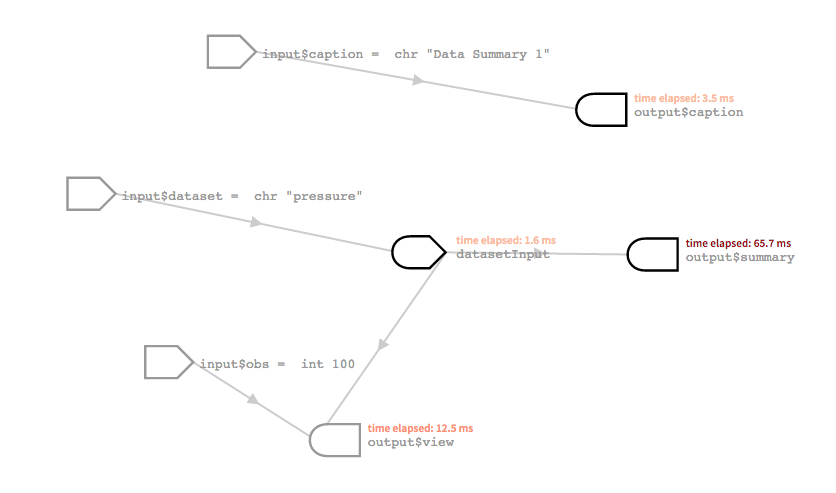 input$caption =  chr "Data Summary 1"
time elapsed: 3.5 ms
output$caption
input$dataset =  chr "pressure"
time elapsed: 1.6 ms
datasetInput
time elapsed: 65.7 ms
output$summary
input$obs =  int 100
time elapsed: 12.5 ms
output$view